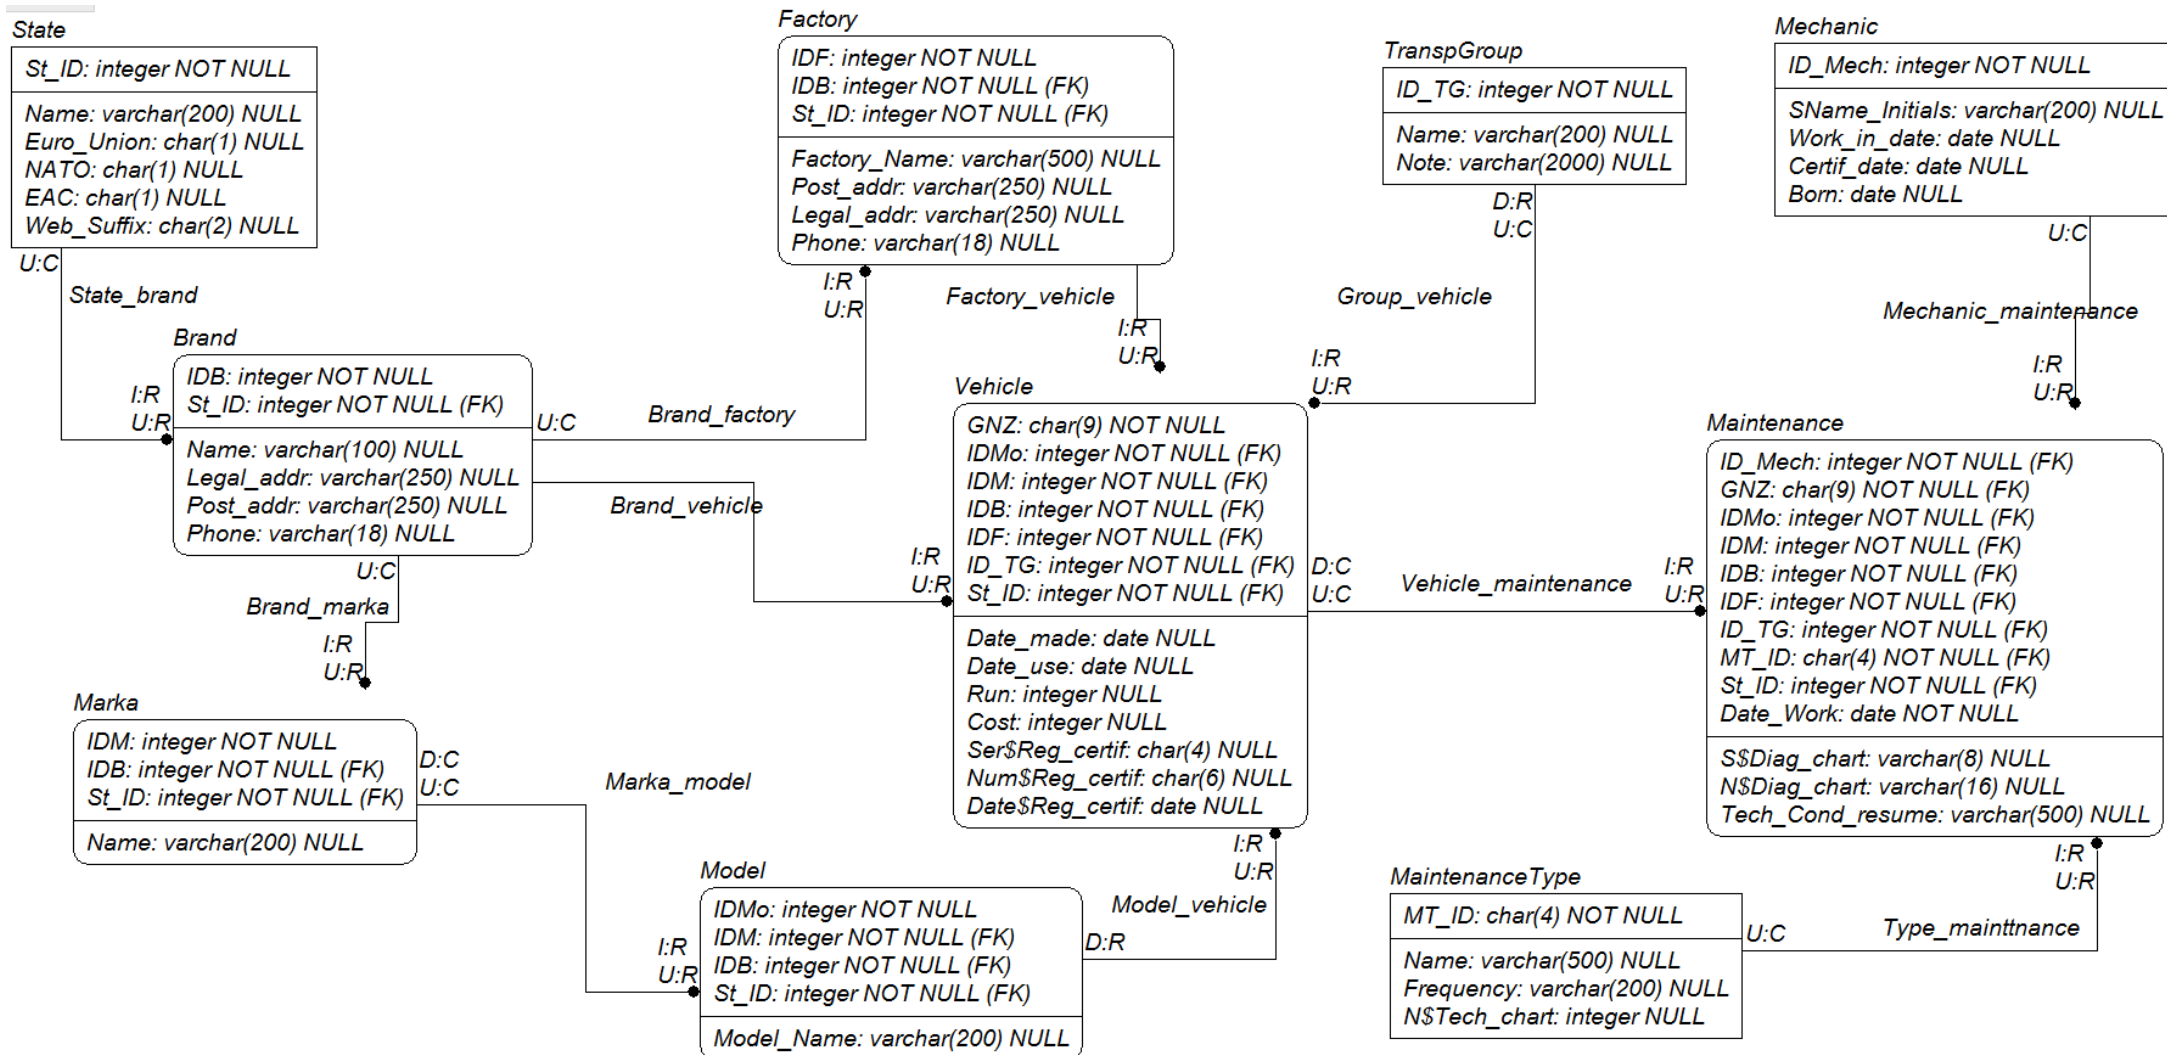 State
St_ID: integer NOT NULL
Name: varchar(200) NULL
Euro_Union: char(1) NULL
NATO: char(1) NULL
EAC: char(1) NULL
Web_Suffix: char(2) NULL
U:C
State_brand
I:R
U:R
Factory
IDF: integer NOT NULL
IDB: integer NOT NULL (FK)
St_ID: integer NOT NULL (FK)
Factory_Name: varchar(500) NULL
Post_addr: varchar(250) NULL
Legal_addr: varchar(250) NULL
Phone: varchar(18) NULL
I:R
U:R
Factory_vehicle
I:R
U:R
TranspGroup
ID_TG: integer NOT NULL
Name: varchar(200) NULL
Note: varchar(2000) NULL
D:R
U:C
Group_vehicle
I:R
U:R
Mechanic
ID_Mech: integer NOT NULL
SName_Initials: varchar(200) NULL
Work_in_date: date NULL
Certif_date: date NULL
Born: date NULL
U:C
Mechanic_maintenance
I:R
U:R
Brand
IDB: integer NOT NULL
St_ID: integer NOT NULL (FK)
Name: varchar(100) NULL
Legal_addr: varchar(250) NULL
Post_addr: varchar(250) NULL
Phone: varchar(18) NULL
U:C
Brand_factory
Brand_vehicle
I:R
U:R
U:C
Brand_marka
I:R
U:R
Vehicle
GNZ: char(9) NOT NULL
IDMo: integer NOT NULL (FK)
IDM: integer NOT NULL (FK)
IDB: integer NOT NULL (FK)
IDF: integer NOT NULL (FK)
ID_TG: integer NOT NULL (FK)
St_ID: integer NOT NULL (FK)
Date_made: date NULL
Date_use: date NULL
Run: integer NULL
Cost: integer NULL
Ser$Reg_certif: char(4) NULL
Num$Reg_certif: char(6) NULL
Date$Reg_certif: date NULL
D:C
U:C
Vehicle_maintenance
I:R
U:R
Maintenance
ID_Mech: integer NOT NULL (FK)
GNZ: char(9) NOT NULL (FK)
IDMo: integer NOT NULL (FK)
IDM: integer NOT NULL (FK)
IDB: integer NOT NULL (FK)
IDF: integer NOT NULL (FK)
ID_TG: integer NOT NULL (FK)
MT_ID: char(4) NOT NULL (FK)
St_ID: integer NOT NULL (FK)
Date_Work: date NOT NULL
S$Diag_chart: varchar(8) NULL
N$Diag_chart: varchar(16) NULL
Tech_Cond_resume: varchar(500) NULL
I:R
U:R
Marka
IDM: integer NOT NULL
IDB: integer NOT NULL (FK)
St_ID: integer NOT NULL (FK)
Name: varchar(200) NULL
D:C
U:C
Marka_model
I:R
U:R
Model
IDMo: integer NOT NULL
IDM: integer NOT NULL (FK)
IDB: integer NOT NULL (FK)
St_ID: integer NOT NULL (FK)
Model_Name: varchar(200) NULL
D:R
Model_vehicle
I:R
U:R
MaintenanceType
MT_ID: char(4) NOT NULL
Name: varchar(500) NULL
Frequency: varchar(200) NULL
N$Tech_chart: integer NULL
U:C
Type_mainttnance